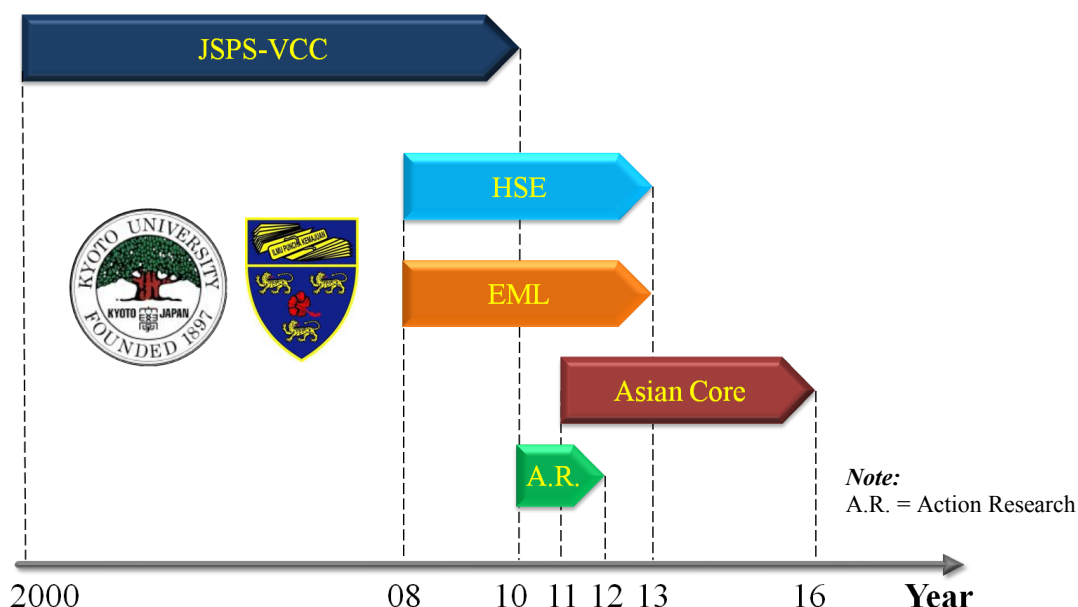 JSPS-VCC
HSE
KYOTO UNIVERSITY
KYOTO JAPAN
FOUNDED 1897
ILMU PUNCA KEMAJUAN
EML
Asian Core
A.R.
Note:
A.R. = Action Research
2000 08 10 11 12 13 16 Year